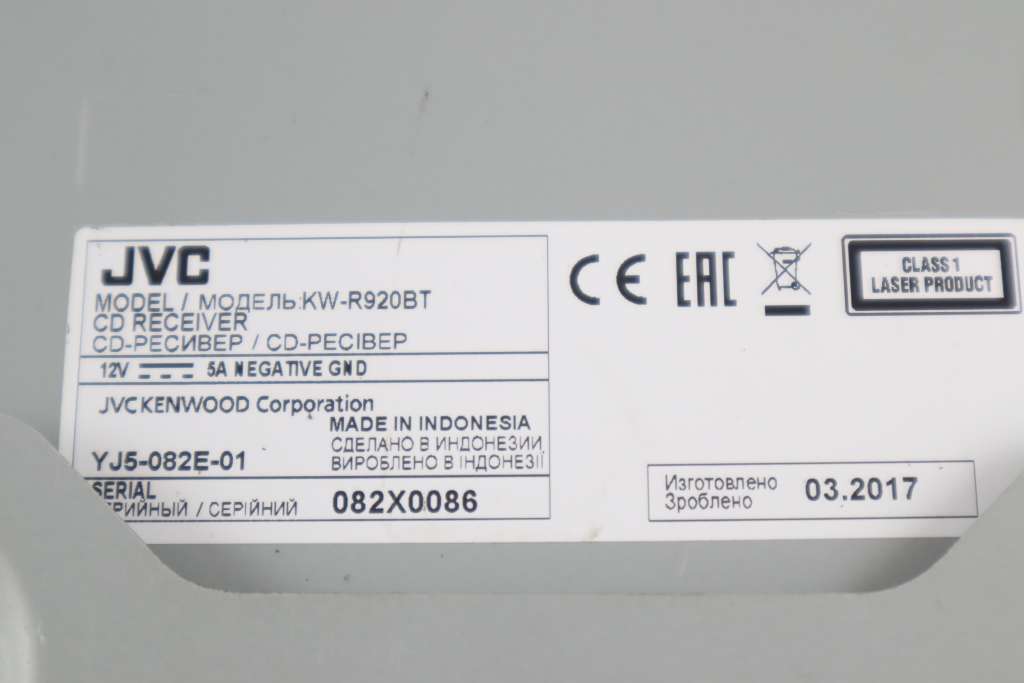 JVC
MODEL / МОДЕЛЬ:KW-R920BT
CD RECEIVER
CD-РЕСИВЕР / CD-РЕСІВЕР
12V 5A NEGATIVE GND
JVCKENWOOD Corporation
MADE IN INDONESIA
СДЕЛАНО В ИНДОНЕЗИИ
YJ5-082E-01
ВИРОБЛЕНО В ІНДОНЕЗІЇ
SERIAL
/ СЕРІЙНИЙ
082X0086
CE EAC
CLASS 1
LASER PRODUCT
Изготовлено
Зроблено
03.2017